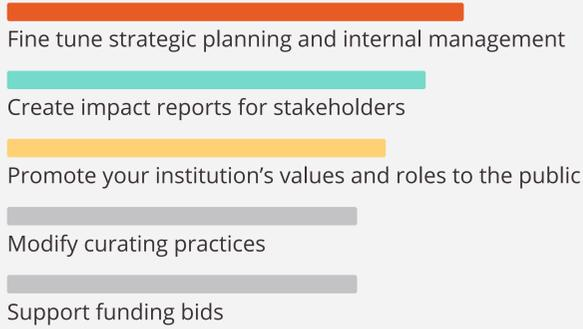 Fine tune strategic planning and internal management
Create impact reports for stakeholders
Promote your institution’s values and roles to the public
Modify curating practices
Support funding bids